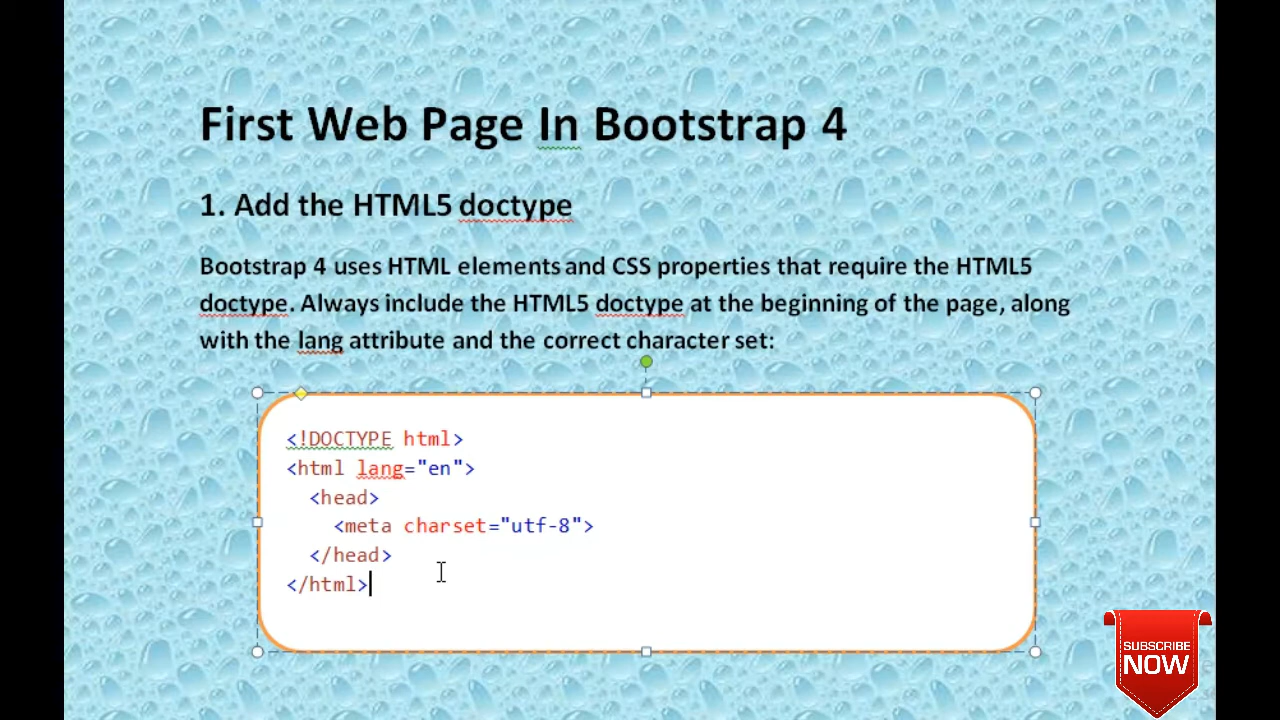 First Web Page In Bootstrap 4
1. Add the HTML5 doctype
Bootstrap 4 uses HTML elements and CSS properties that require the HTML5
doctype. Always include the HTML5 doctype at the beginning of the page, along
with the lang attribute and the correct character set:
<!DOCTYPE html>
<html lang="en">
  <head>
    <meta charset="utf-8">
  </head>
</html>
SUBSCRIBE
NOW